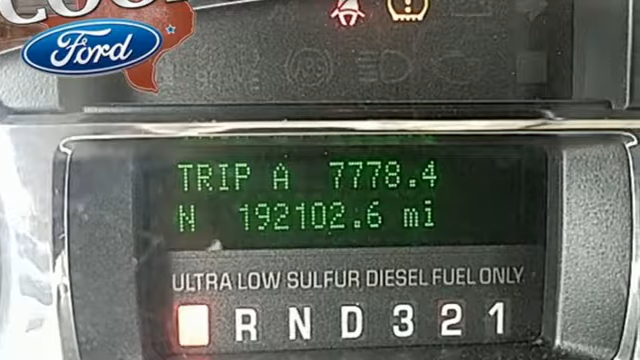 Ford
TRIP A 7778.4
N 192102.6 mi
ULTRA LOW SULFUR DIESEL FUEL ONLY
R N D 3 2 1